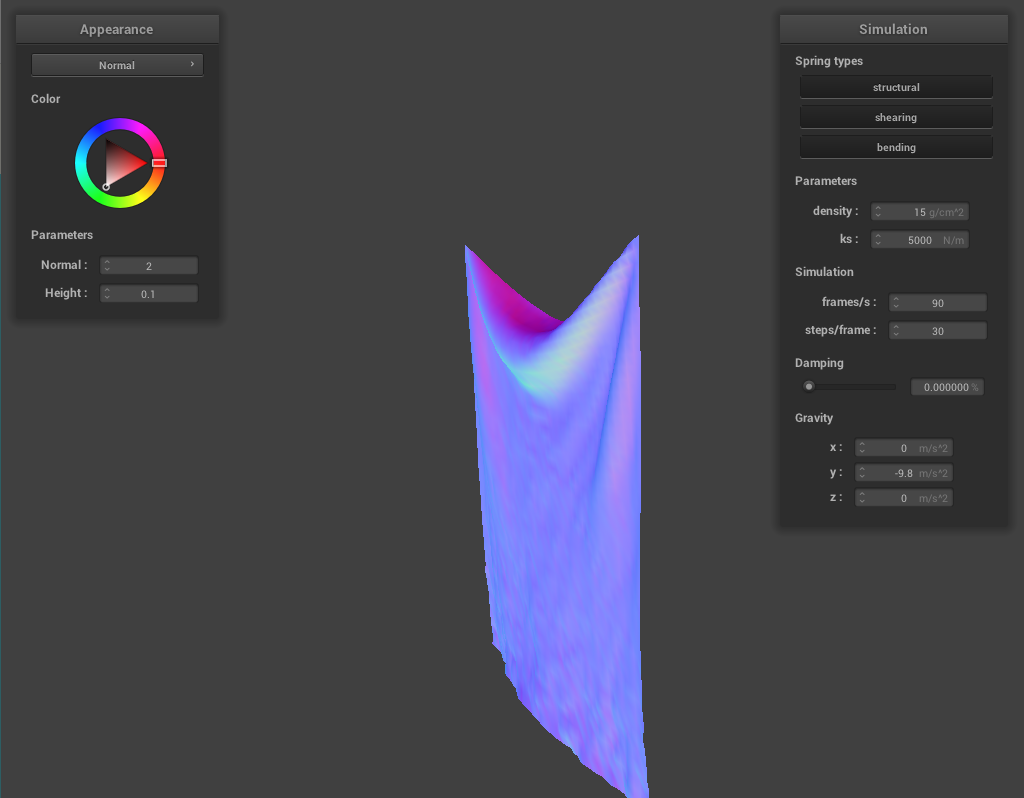 Appearance
Normal ›
Color
Parameters
Normal : 2
Height : 0.1
Simulation
Spring types
structural
shearing
bending
Parameters
density : 15 g/cm^2
ks : 5000 N/m
Simulation
frames/s : 90
steps/frame : 30
Damping
0.000000 %
Gravity
x : 0 m/s^2
y : -9.8 m/s^2
z : 0 m/s^2